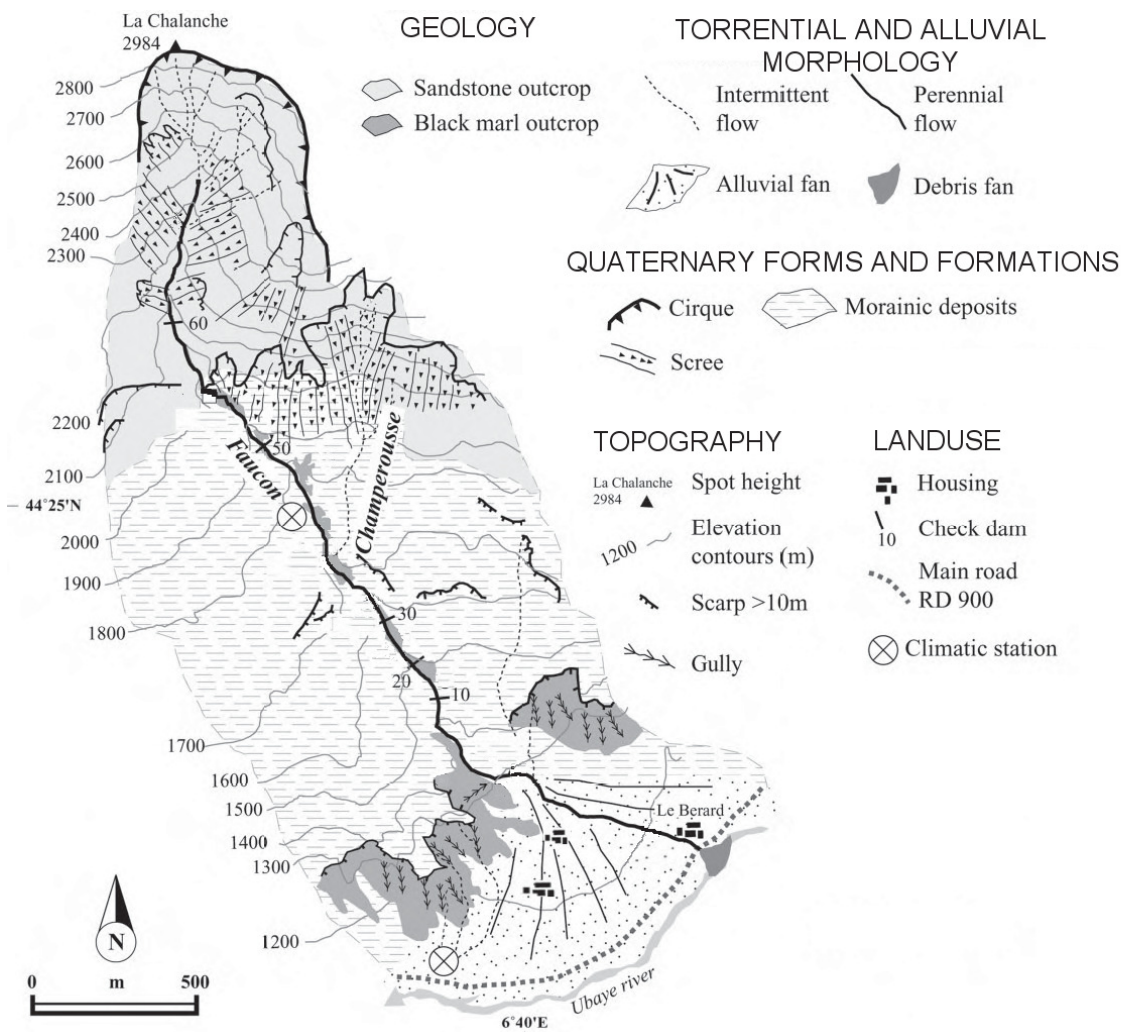 La Chalanche
2984
GEOLOGY
Sandstone outcrop
Black marl outcrop
TORRENTIAL AND ALLUVIAL
MORPHOLOGY
Intermittent
flow
Perennial
flow
Alluvial fan
Debris fan
QUATERNARY FORMS AND FORMATIONS
Cirque
Morainic deposits
Scree
TOPOGRAPHY
La Chalanche
2984
Spot height
1200
Elevation
contours (m)
Scarp >10m
Gully
LANDUSE
Housing
10
Check dam
Main road
RD 900
Climatic station
2800
2700
2600
2500
2400
2300
60
2200
2100
50
Faucon
Champerousse
44°25'N
2000
1900
1800
30
20
10
1700
1600
1500
1400
1300
1200
Le Berard
Ubaye river
N
0 m 500
6°40'E